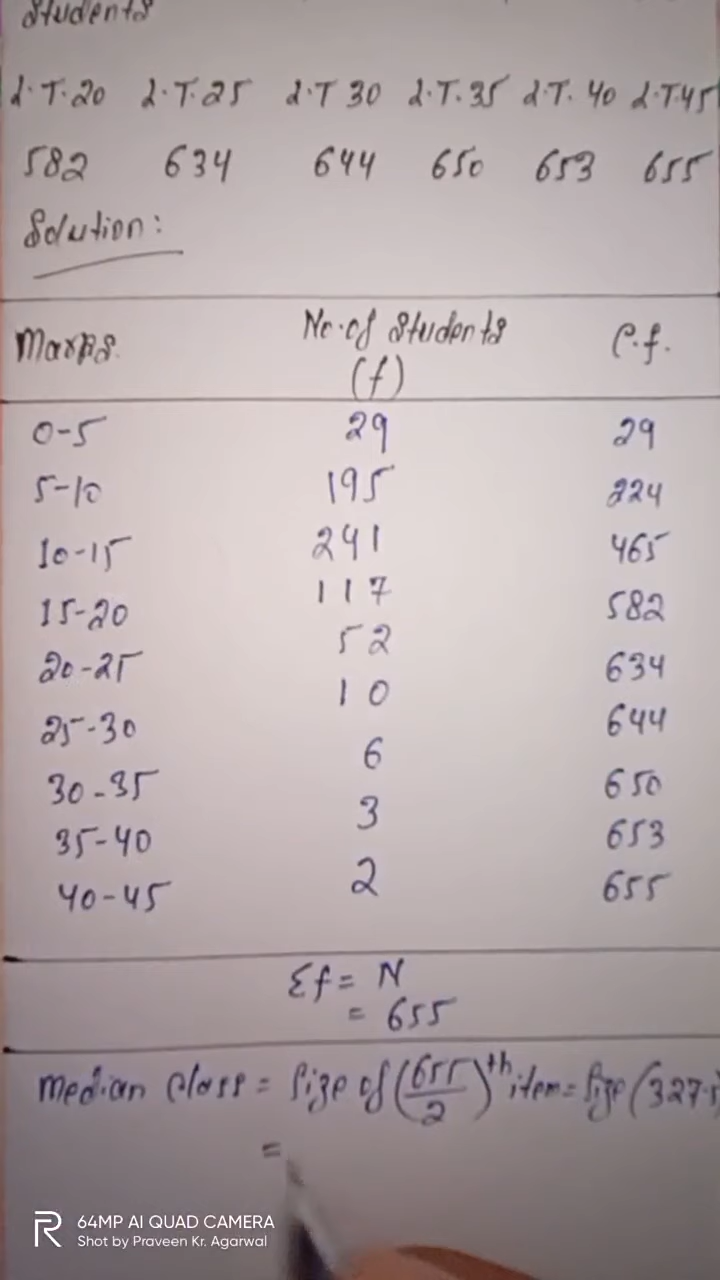 Students
L.T.20 L.T.25 L.T 30 L.T.35 L.T. 40 L.T.45
582 634 644 650 653 655
Solution:
Marks. No. of Students (f) C.f.
0-5 29 29
5-10 195 224
10-15 241 465
15-20 117 582
20-25 52 634
25-30 10 644
30-35 6 650
35-40 3 653
40-45 2 655
Σf = N
= 655
Median Class = Size of (655/2)th item = Size (327.5
=
64MP AI QUAD CAMERA
Shot by Praveen Kr. Agarwal